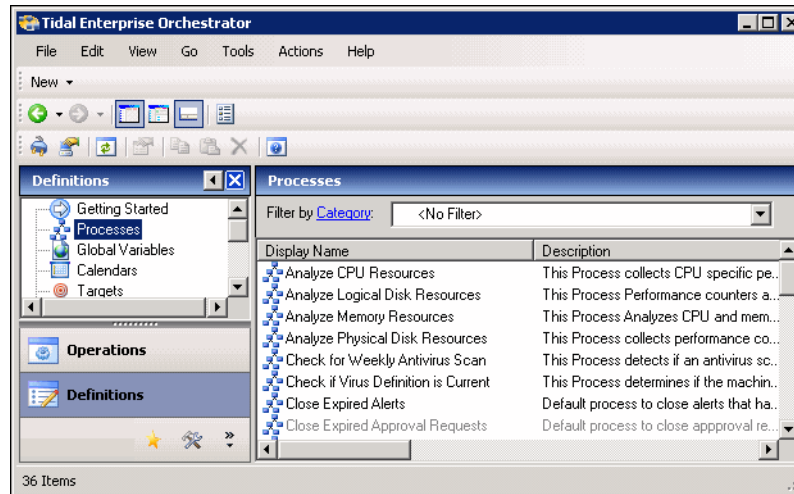 Tidal Enterprise Orchestrator
File Edit View Go Tools Actions Help
New
Definitions
Getting Started
Processes
Global Variables
Calendars
Targets
Operations
Definitions
Processes
Filter by Category: <No Filter>
Display Name Description
Analyze CPU Resources This Process collects CPU specific pe...
Analyze Logical Disk Resources This Process Performance counters a...
Analyze Memory Resources This Process Analyzes CPU and mem...
Analyze Physical Disk Resources This Process collects performance co...
Check for Weekly Antivirus Scan This Process detects if an antivirus sc...
Check if Virus Definition is Current This Process determines if the machin...
Close Expired Alerts Default process to close alerts that ha...
Close Expired Approval Requests Default process to close appproval re...
36 Items